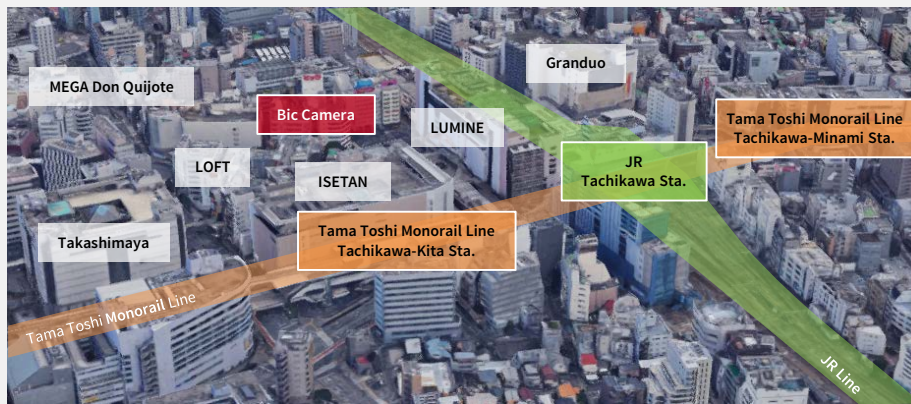 Granduo
MEGA Don Quijote
Bic Camera
LUMINE
Tama Toshi Monorail Line
Tachikawa-Minami Sta.
LOFT
ISETAN
JR
Tachikawa Sta.
Takashimaya
Tama Toshi Monorail Line
Tachikawa-Kita Sta.
Tama Toshi Monorail Line
JR Line